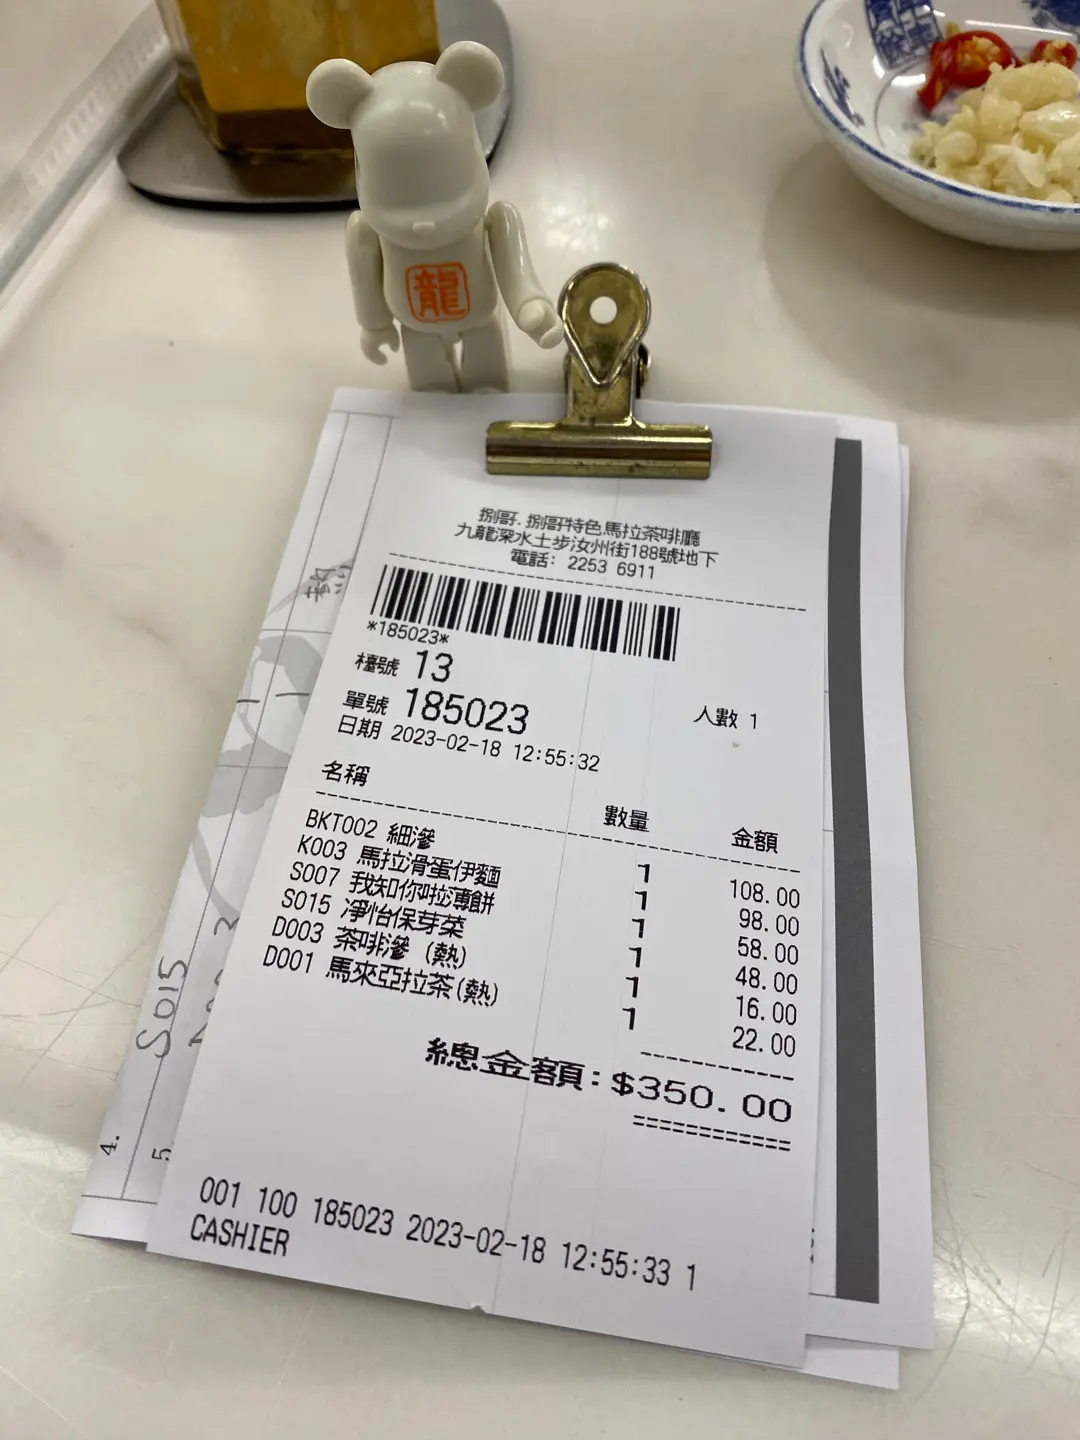 龍
捌哥.捌哥特色馬拉茶啡廳
九龍深水土步汝州街188號地下
電話: 2253 6911
*185023*
檯號 13
單號 185023 人數 1
日期 2023-02-18 12:55:32
名稱 數量 金額
BKT002 細滲 1 108.00
K003 馬拉滑蛋伊麵 1 98.00
S007 我知你啦薄餅 1 58.00
S015 凈怡保芽菜 1 48.00
D003 茶啡滲 (熱) 1 16.00
D001 馬來亞拉茶(熱) 1 22.00
總金額:$350.00
001 100 185023 2023-02-18 12:55:33 1
CASHIER
S015
4.
5.